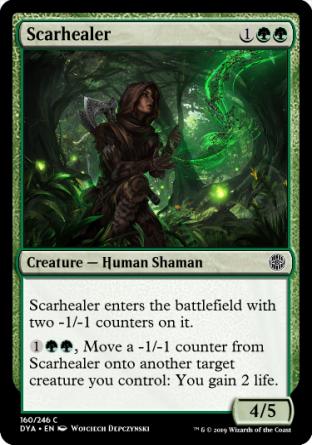 Scarhealer 1
Creature — Human Shaman
Scarhealer enters the battlefield with
two -1/-1 counters on it.
1, Move a -1/-1 counter from
Scarhealer onto another target
creature you control: You gain 2 life.
4/5
160/246 C
DYA • EN Wojciech Depczynski
™ & © 2019 Wizards of the Coast